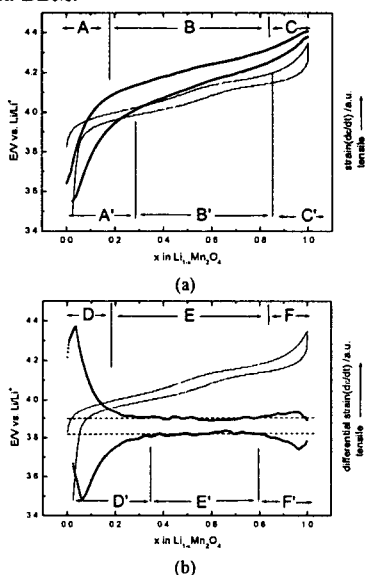 A B C
4.4
4.2
4.0
3.8
3.6
3.4
E/V vs. Li/Li⁺
strain(dε/dt) /a.u.
tensile
A' B' C'
0.0 0.2 0.4 0.6 0.8 1.0
x in Li₁₋ₓMn₂O₄
(a)
D E F
4.4
4.2
4.0
3.8
3.6
3.4
E/V vs. Li/Li⁺
differential strain(dε/dt) /a.u.
tensile
D' E' F'
0.0 0.2 0.4 0.6 0.8 1.0
x in Li₁₋ₓMn₂O₄
(b)